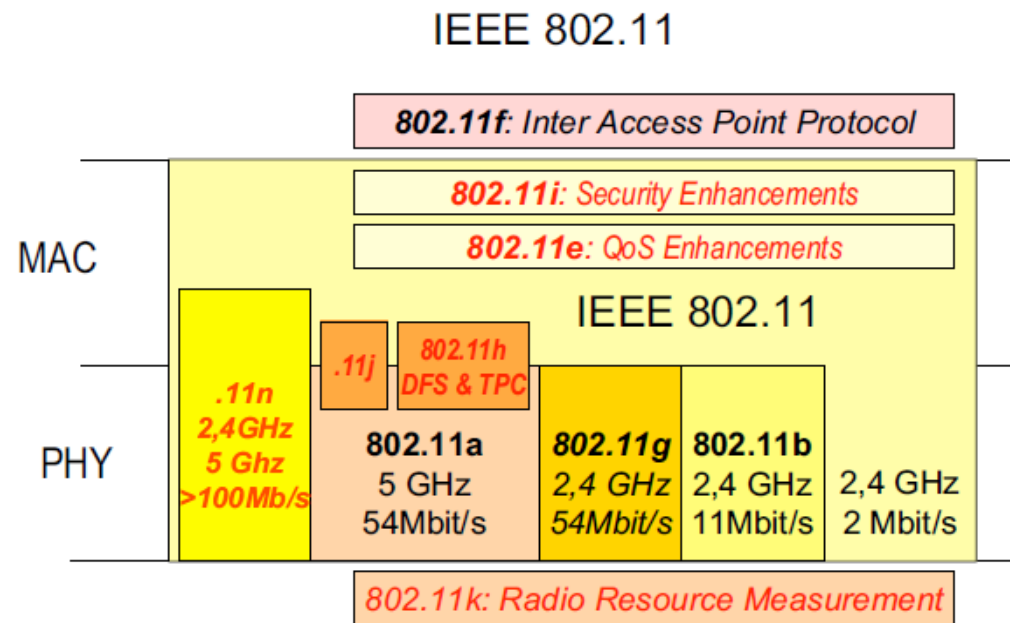 IEEE 802.11
802.11f: Inter Access Point Protocol
802.11i: Security Enhancements
802.11e: QoS Enhancements
MAC
IEEE 802.11
.11j
802.11h
DFS & TPC
.11n
2,4GHz
5 Ghz
>100Mb/s
PHY
802.11a
5 GHz
54Mbit/s
802.11g
2,4 GHz
54Mbit/s
802.11b
2,4 GHz
11Mbit/s
2,4 GHz
2 Mbit/s
802.11k: Radio Resource Measurement